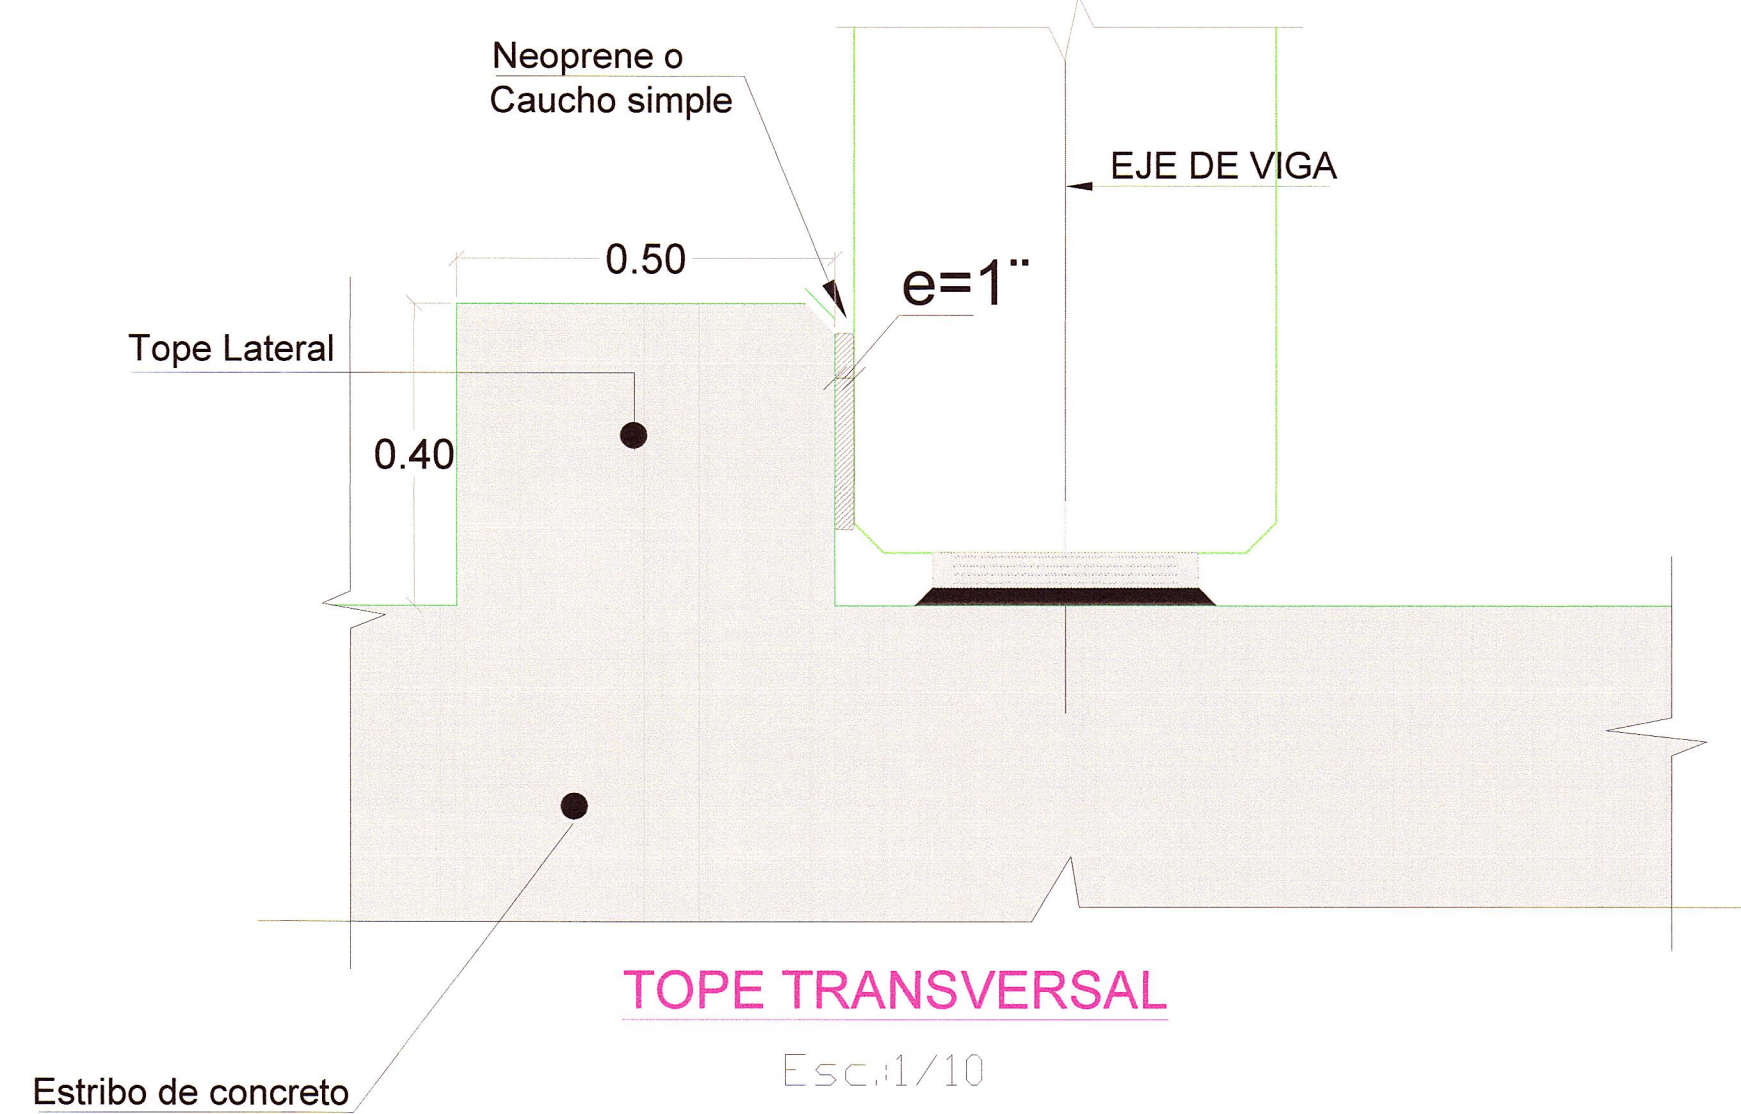 Neoprene o
Caucho simple
EJE DE VIGA
0.50
e=1¨
Tope Lateral
0.40
TOPE TRANSVERSAL
Esc.:1/10
Estribo de concreto